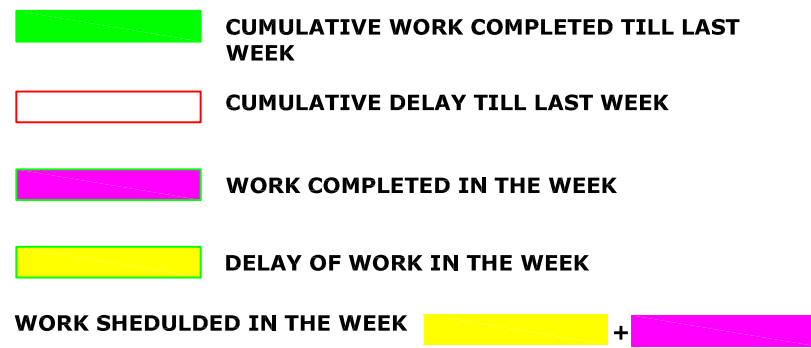 CUMULATIVE WORK COMPLETED TILL LAST
WEEK
CUMULATIVE DELAY TILL LAST WEEK
WORK COMPLETED IN THE WEEK
DELAY OF WORK IN THE WEEK
WORK SHEDULDED IN THE WEEK +